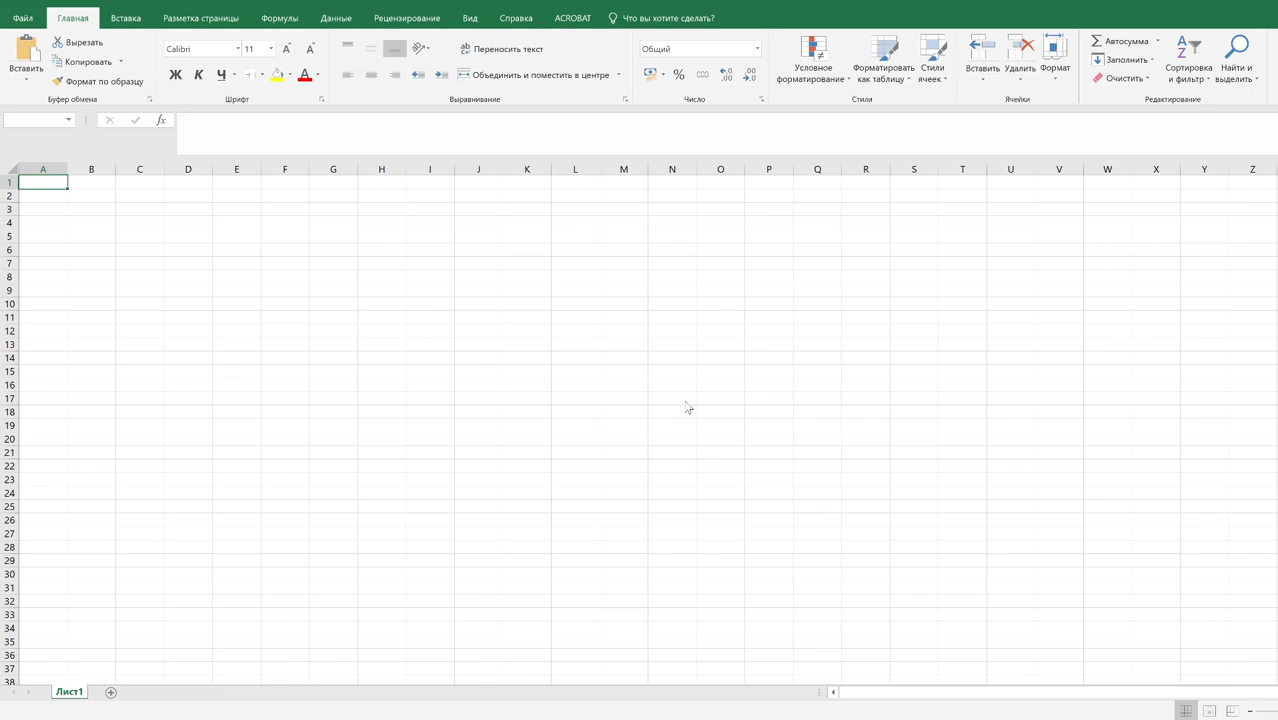 Файл Главная Вставка Разметка страницы Формулы Данные Рецензирование Вид Справка ACROBAT Что вы хотите сделать?
Вставить
Вырезать
Копировать
Формат по образцу
Буфер обмена
Calibri 11
Ж К Ч А
Шрифт
Переносить текст
Объединить и поместить в центре
Выравнивание
Общий
%
Число
Условное
форматирование
Форматировать
как таблицу
Стили
ячеек
Стили
Вставить Удалить Формат
Ячейки
Автосумма
Заполнить
Очистить
Сортировка
и фильтр
Найти и
выделить
Редактирование
fx
A B C D E F G H I J K L M N O P Q R S T U V W X Y Z
1
2
3
4
5
6
7
8
9
10
11
12
13
14
15
16
17
18
19
20
21
22
23
24
25
26
27
28
29
30
31
32
33
34
35
36
37
38
Лист1